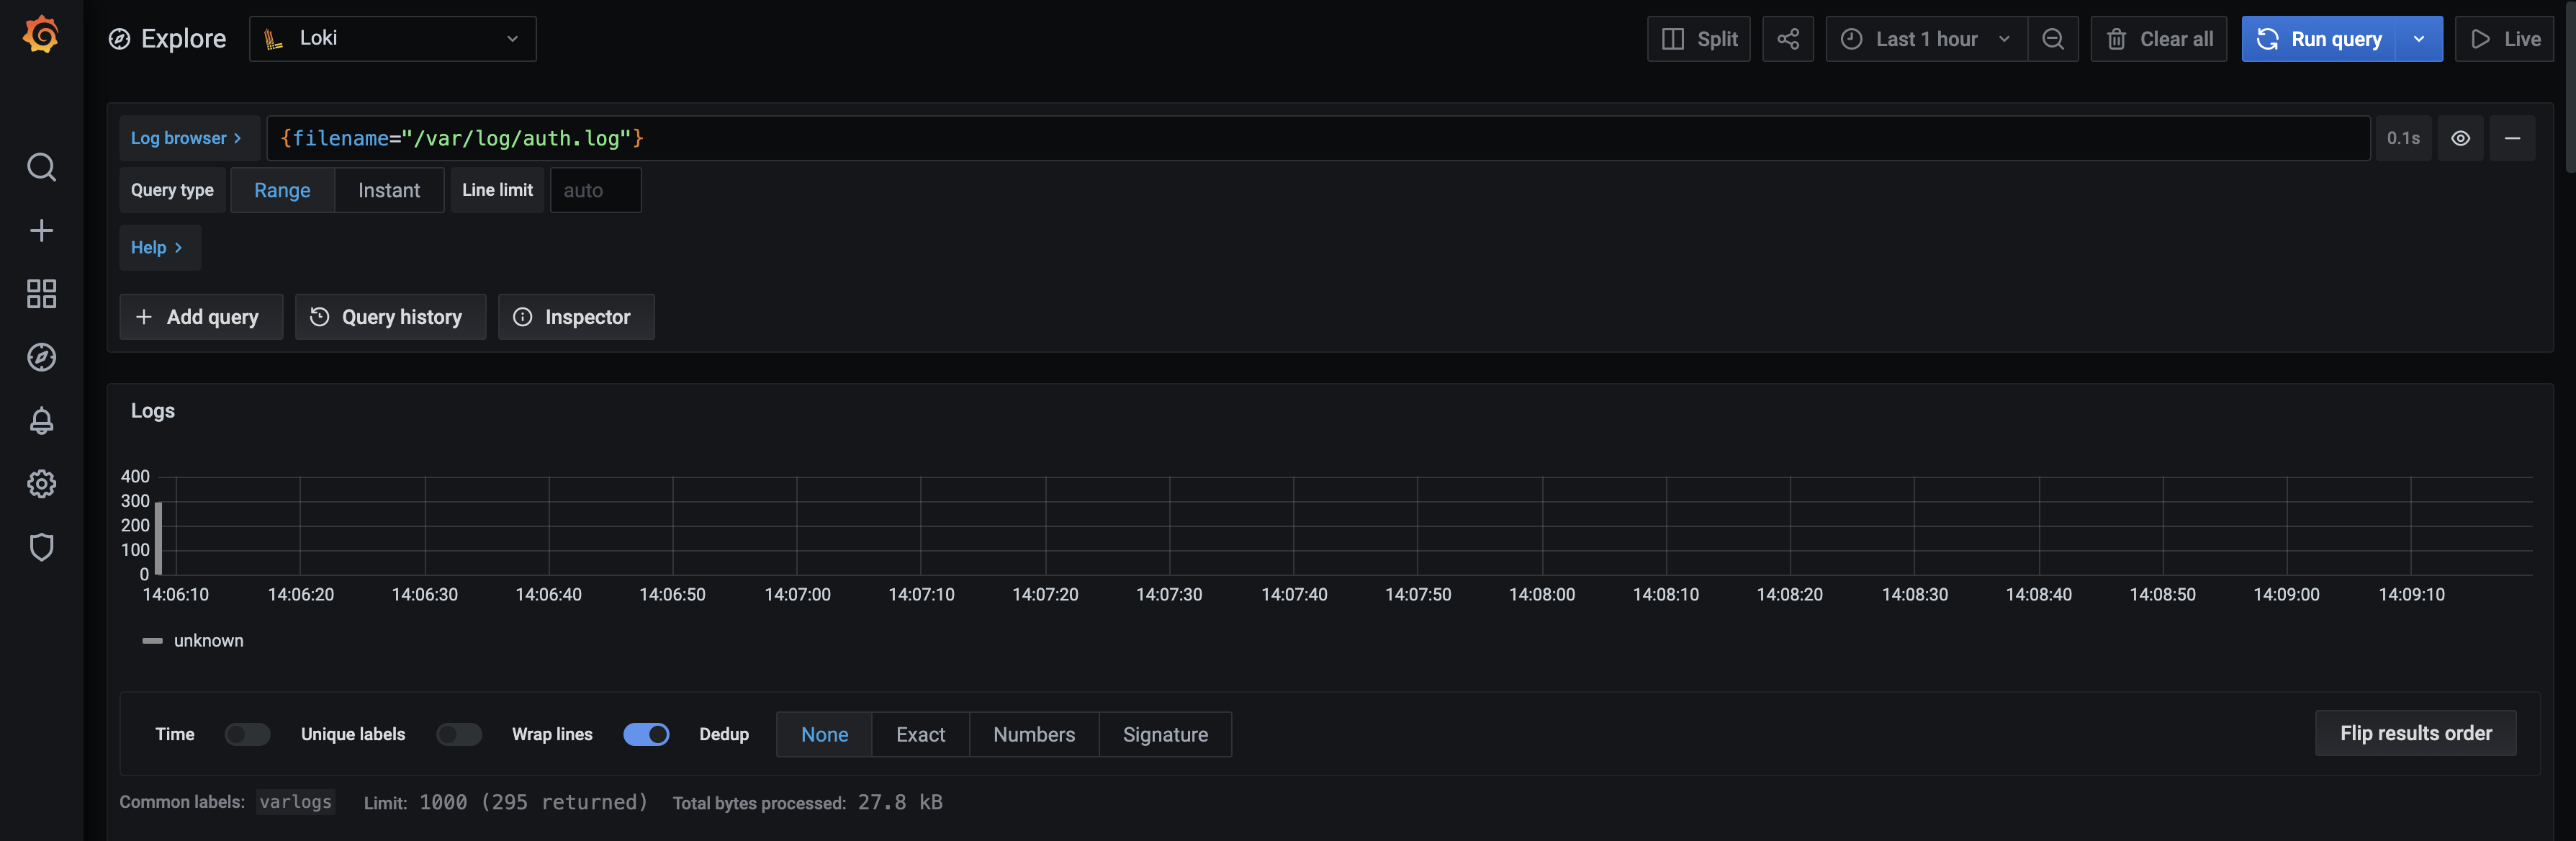 Explore Loki Split Last 1 hour Clear all Run query Live
Log browser > {filename="/var/log/auth.log"} 0.1s
Query type Range Instant Line limit auto
Help >
+ Add query Query history Inspector
Logs
400
300
200
100
0
14:06:10 14:06:20 14:06:30 14:06:40 14:06:50 14:07:00 14:07:10 14:07:20 14:07:30 14:07:40 14:07:50 14:08:00 14:08:10 14:08:20 14:08:30 14:08:40 14:08:50 14:09:00 14:09:10
unknown
Time Unique labels Wrap lines Dedup None Exact Numbers Signature Flip results order
Common labels: varlogs Limit: 1000 (295 returned) Total bytes processed: 27.8 kB